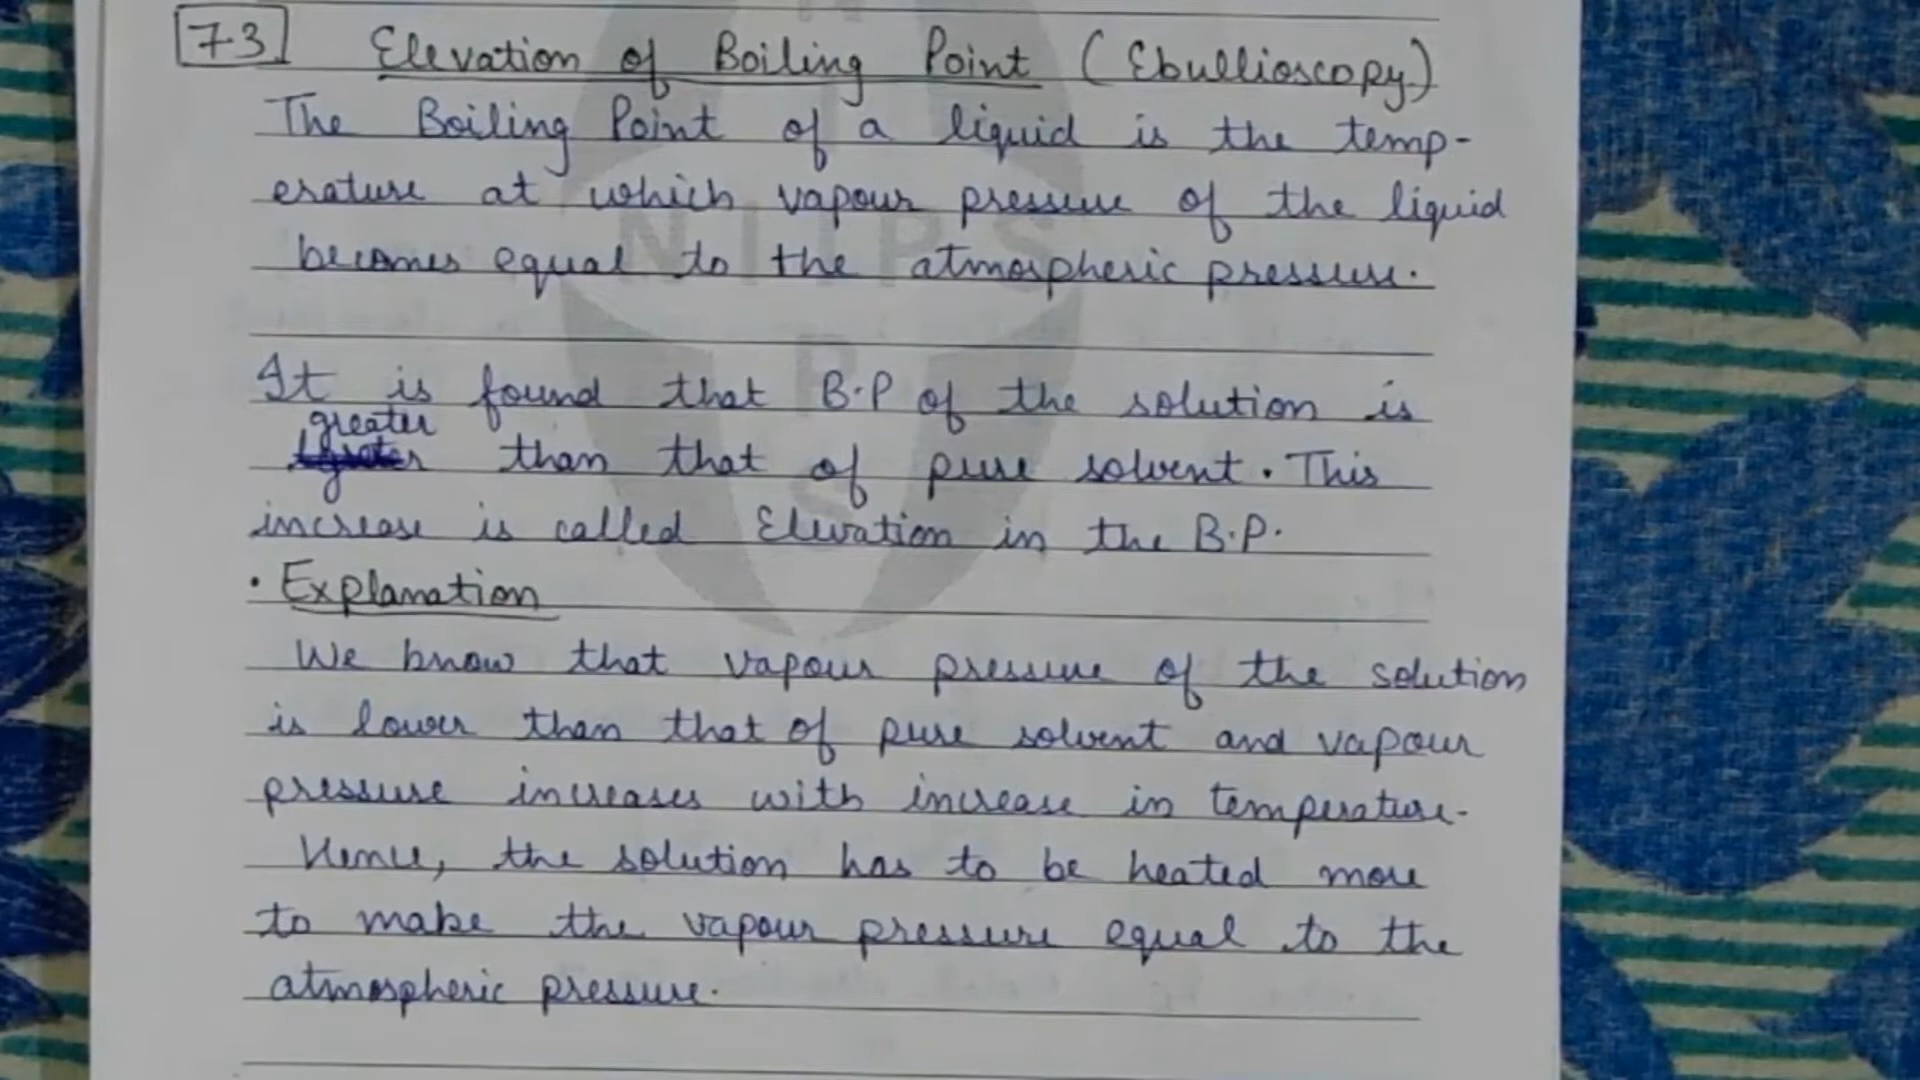 7.3 Elevation of Boiling Point (Ebullioscopy)
The Boiling Point of a liquid is the temp-
erature at which vapour pressure of the liquid
becomes equal to the atmospheric pressure.
It is found that B.P of the solution is
greater
than that of pure solvent. This
increase is called Elevation in the B.P.
• Explanation
We know that vapour pressure of the solution
is lower than that of pure solvent and vapour
pressure increases with increase in temperature.
Hence, the solution has to be heated more
to make the vapour pressure equal to the
atmospheric pressure.
NIPS